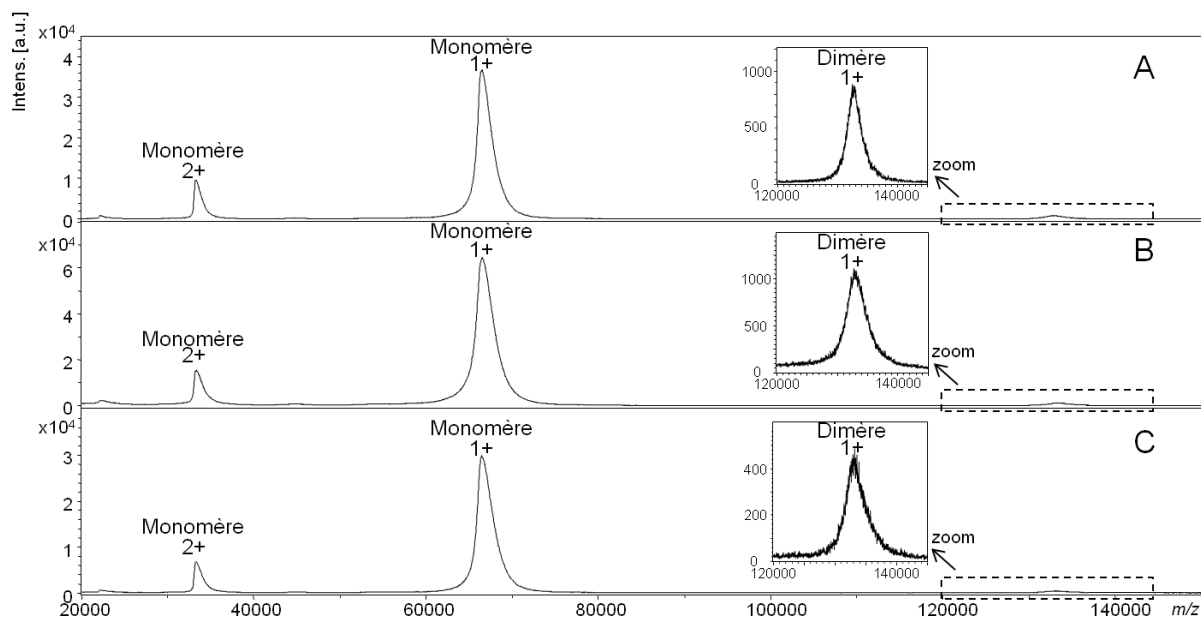 Intens. [a.u.]
x10⁴
4
3
2
1
0
Monomère
2+
Monomère
1+
Dimère
1+
1000
500
0
120000 140000
zoom
A
x10⁴
6
4
2
0
Monomère
2+
Monomère
1+
Dimère
1+
1000
500
0
120000 140000
zoom
B
x10⁴
3
2
1
0
Monomère
2+
Monomère
1+
Dimère
1+
400
200
0
120000 140000
zoom
C
20000 40000 60000 80000 100000 120000 140000 m/z